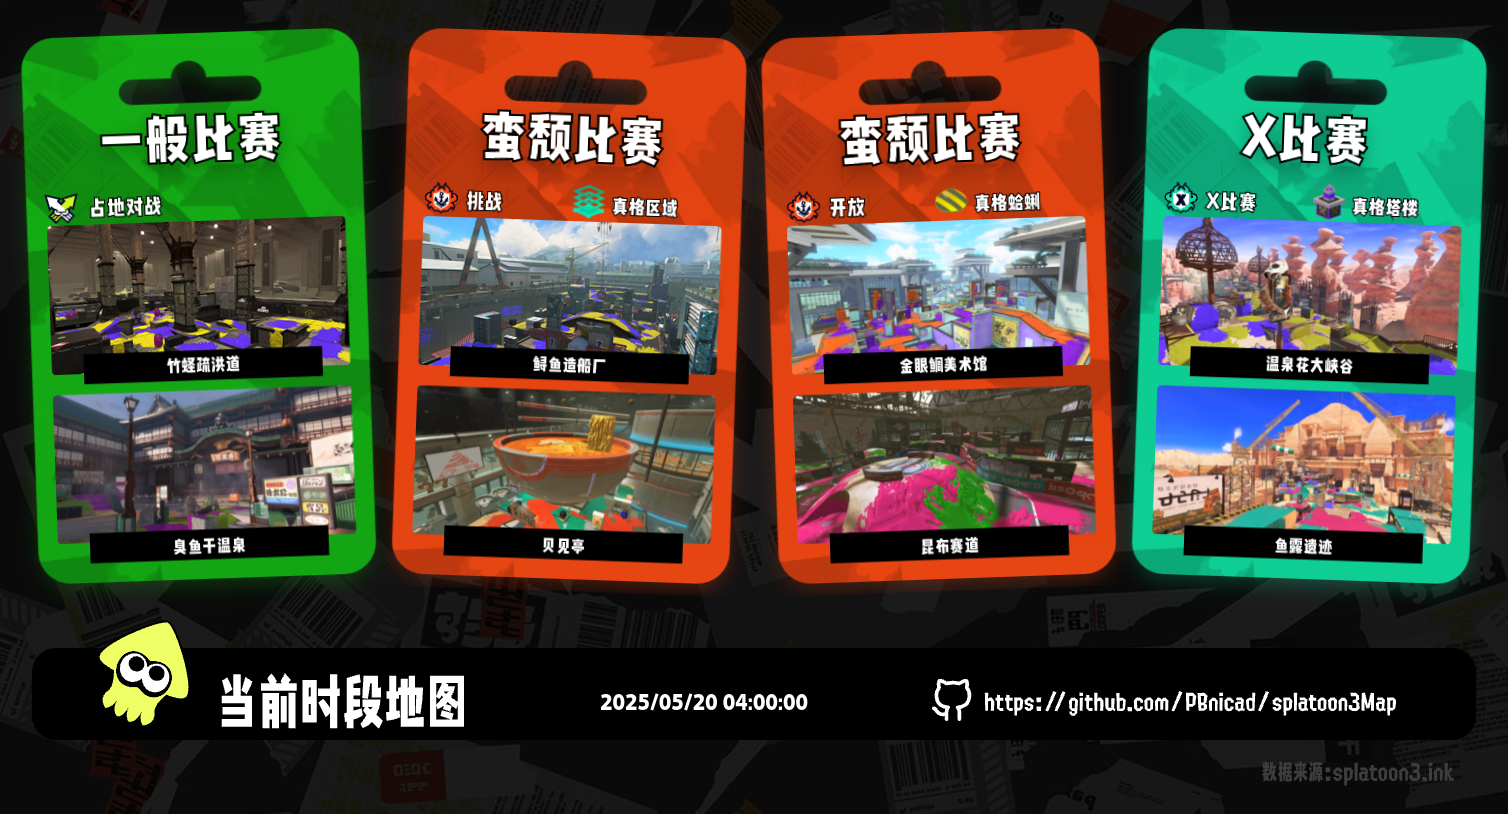 一般比赛
占地对战
竹蛏疏洪道
臭鱼干温泉
蛮颓比赛
挑战
真格区域
鲟鱼造船厂
贝见亭
蛮颓比赛
开放
真格蛤蜊
金眼鲷美术馆
昆布赛道
X比赛
X比赛
真格塔楼
温泉花大峡谷
鱼露遗迹
当前时段地图
2025/05/20 04:00:00
https://github.com/PBnicad/splatoon3Map
数据来源:splatoon3.ink